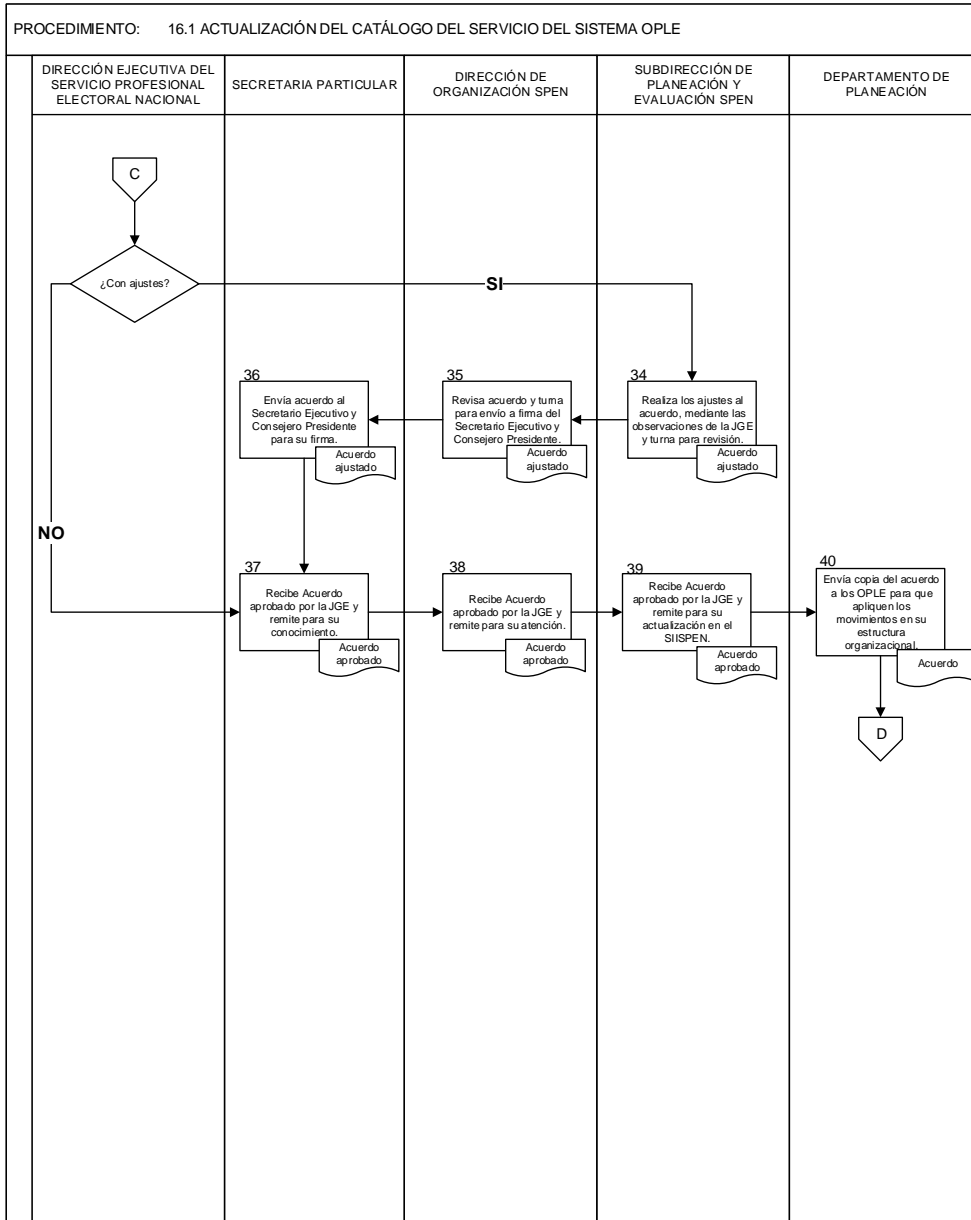 PROCEDIMIENTO: 16.1 ACTUALIZACIÓN DEL CATÁLOGO DEL SERVICIO DEL SISTEMA OPLE
DIRECCIÓN EJECUTIVA DEL
SERVICIO PROFESIONAL
ELECTORAL NACIONAL
SECRETARIA PARTICULAR
DIRECCIÓN DE
ORGANIZACIÓN SPEN
SUBDIRECCIÓN DE
PLANEACIÓN Y
EVALUACIÓN SPEN
DEPARTAMENTO DE
PLANEACIÓN
C
¿Con ajustes?
SI
NO
34
Realiza los ajustes al
acuerdo, mediante las
observaciones de la JGE
y turna para revisión.
Acuerdo
ajustado
35
Revisa acuerdo y turna
para envío a firma del
Secretario Ejecutivo y
Consejero Presidente.
Acuerdo
ajustado
36
Envía acuerdo al
Secretario Ejecutivo y
Consejero Presidente
para su firma.
Acuerdo
ajustado
37
Recibe Acuerdo
aprobado por la JGE y
remite para su
conocimiento.
Acuerdo
aprobado
38
Recibe Acuerdo
aprobado por la JGE y
remite para su atención.
Acuerdo
aprobado
39
Recibe Acuerdo
aprobado por la JGE y
remite para su
actualización en el
SIISPEN.
Acuerdo
aprobado
40
Envía copia del acuerdo
a los OPLE para que
apliquen los
movimientos en su
estructura
organizacional.
Acuerdo
D